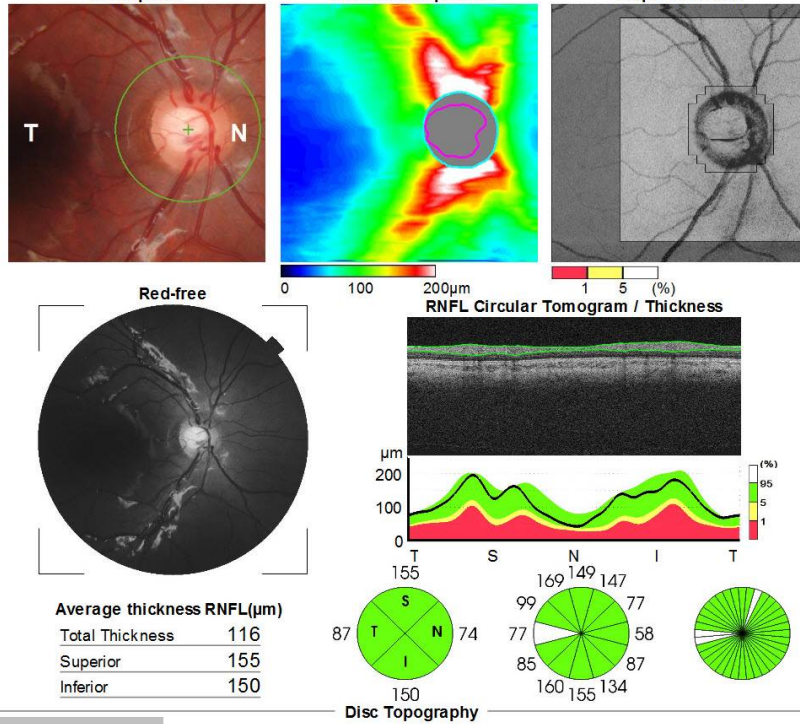 T N
0 100 200µm
1 5 (%)
Red-free
RNFL Circular Tomogram / Thickness
µm
200
100
0
(%)
95
5
1
T S N I T
Average thickness RNFL(µm)
Total Thickness 116
Superior 155
Inferior 150
155
S
87 T N 74
I
150
149
169 147
99 77
77 58
85 87
160 134
155
Disc Topography